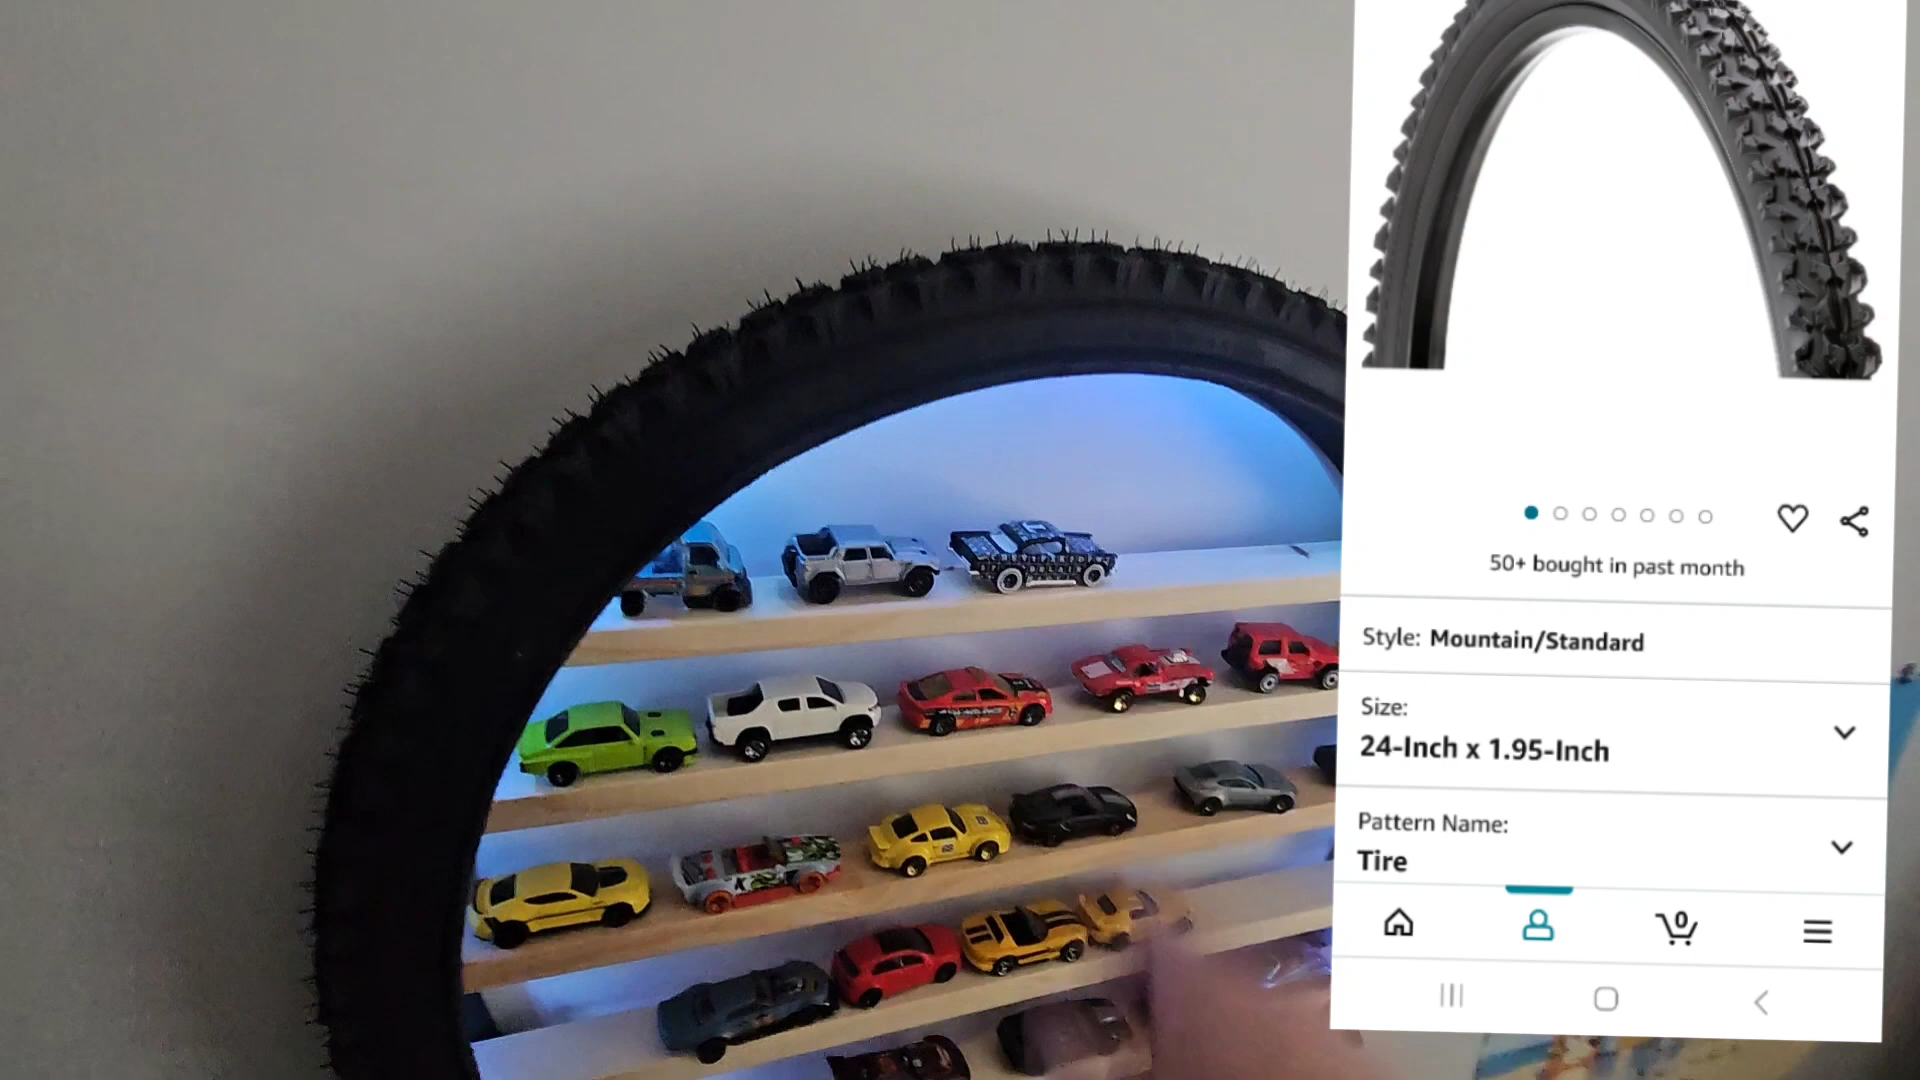 50+ bought in past month
Style: Mountain/Standard
Size:
24-Inch x 1.95-Inch
Pattern Name:
Tire
0